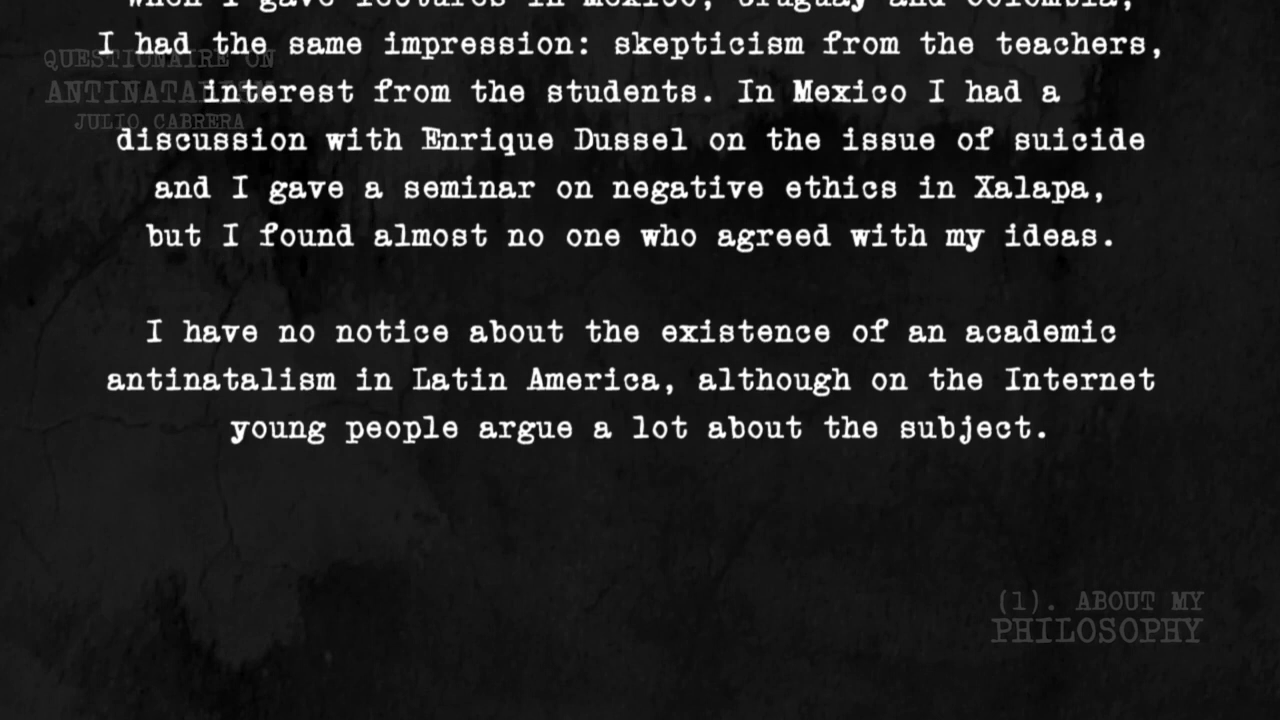 when I gave lectures in Mexico, Uruguay and Colombia,
I had the same impression: skepticism from the teachers,
interest from the students. In Mexico I had a
discussion with Enrique Dussel on the issue of suicide
and I gave a seminar on negative ethics in Xalapa,
but I found almost no one who agreed with my ideas.
I have no notice about the existence of an academic
antinatalism in Latin America, although on the Internet
young people argue a lot about the subject.
QUESTIONAIRE ON
ANTINATALISM
JULIO CABRERA
(1). ABOUT MY
PHILOSOPHY